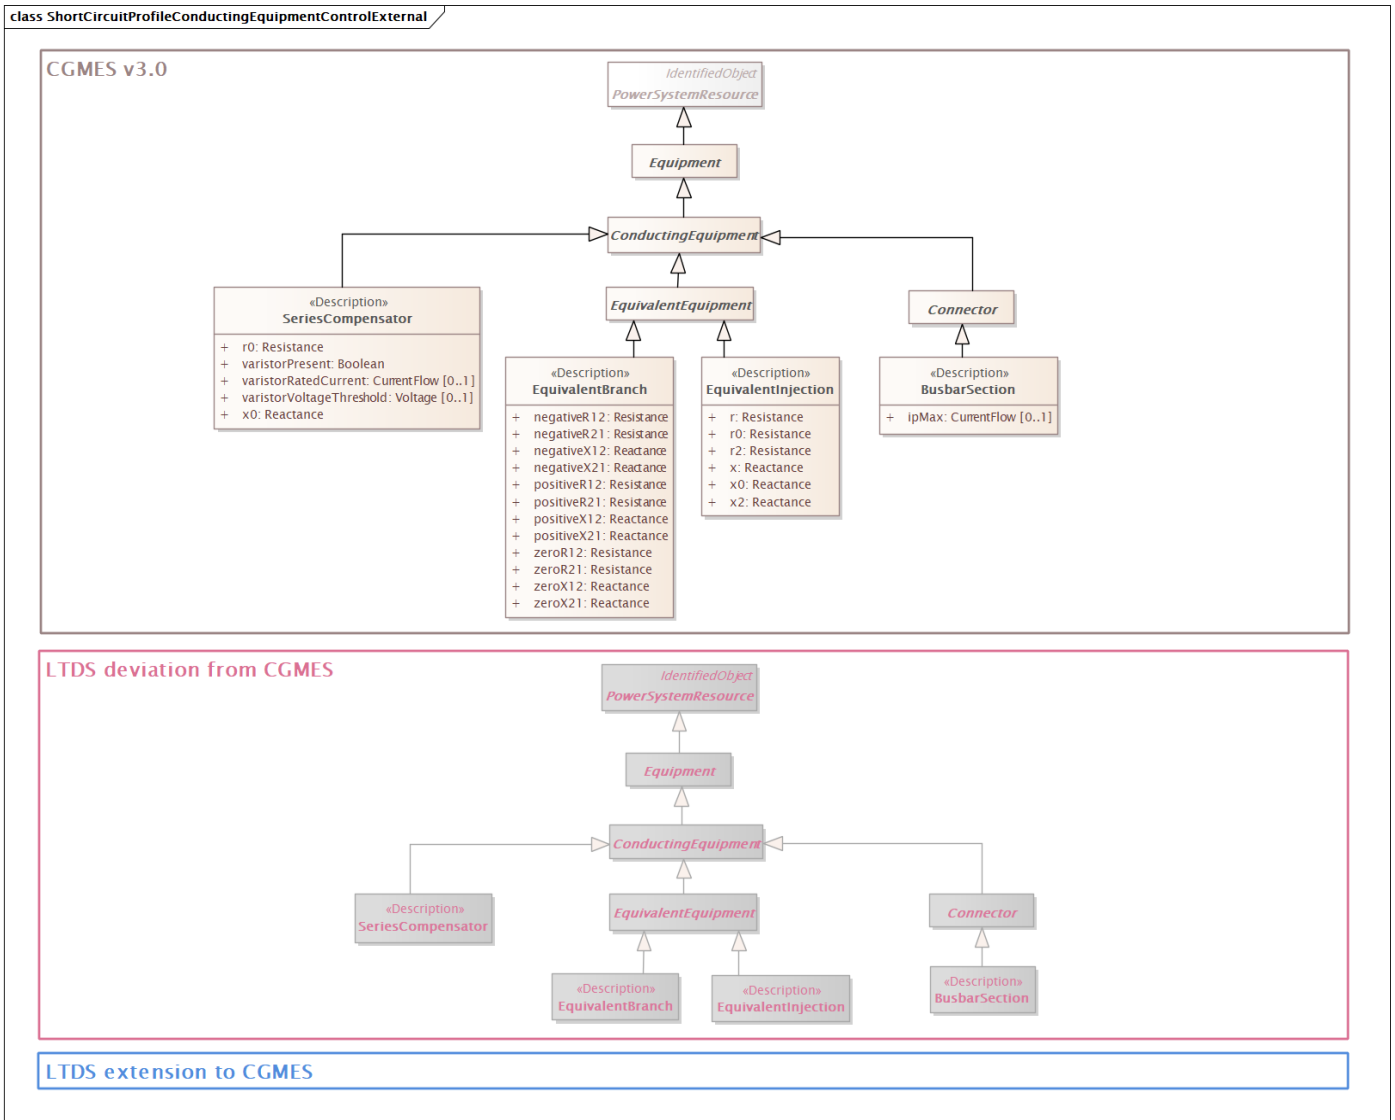 class ShortCircuitProfileConductingEquipmentControlExternal
CGMES v3.0
IdentifiedObject
PowerSystemResource
Equipment
ConductingEquipment
«Description»
SeriesCompensator
+ r0: Resistance
+ varistorPresent: Boolean
+ varistorRatedCurrent: CurrentFlow [0..1]
+ varistorVoltageThreshold: Voltage [0..1]
+ x0: Reactance
EquivalentEquipment
Connector
«Description»
EquivalentBranch
+ negativeR12: Resistance
+ negativeR21: Resistance
+ negativeX12: Reactance
+ negativeX21: Reactance
+ positiveR12: Resistance
+ positiveR21: Resistance
+ positiveX12: Reactance
+ positiveX21: Reactance
+ zeroR12: Resistance
+ zeroR21: Resistance
+ zeroX12: Reactance
+ zeroX21: Reactance
«Description»
EquivalentInjection
+ r: Resistance
+ r0: Resistance
+ r2: Resistance
+ x: Reactance
+ x0: Reactance
+ x2: Reactance
«Description»
BusbarSection
+ ipMax: CurrentFlow [0..1]
LTDS deviation from CGMES
IdentifiedObject
PowerSystemResource
Equipment
ConductingEquipment
«Description»
SeriesCompensator
EquivalentEquipment
Connector
«Description»
EquivalentBranch
«Description»
EquivalentInjection
«Description»
BusbarSection
LTDS extension to CGMES